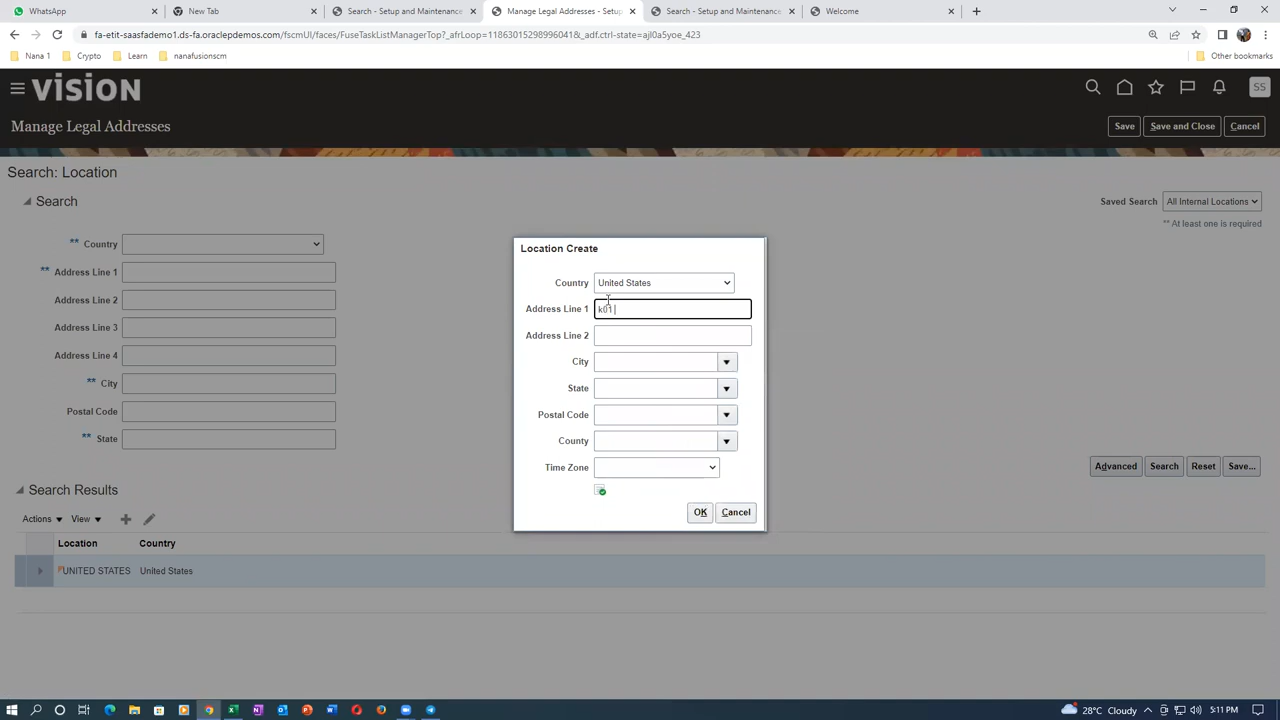 WhatsApp
New Tab
Search - Setup and Maintenance
Manage Legal Addresses - Setu
Search - Setup and Maintenance
Welcome
fa-etit-saasfademo1.ds-fa.oraclepdemos.com/fscmUI/faces/FuseTaskListManagerTop?_afrLoop=11863015298996041&_adf.ctrl-state=ajl0a5yoe_423
Nana 1
Crypto
Learn
nanafusionscm
Other bookmarks
VISION
SS
Manage Legal Addresses
Save
Save and Close
Cancel
Search: Location
Search
Saved Search
All Internal Locations
** At least one is required
** Country
** Address Line 1
Address Line 2
Address Line 3
Address Line 4
** City
Postal Code
** State
Advanced
Search
Reset
Save...
Location Create
Country
United States
Address Line 1
k01
Address Line 2
City
State
Postal Code
County
Time Zone
OK
Cancel
Search Results
Actions
View
Location
Country
UNITED STATES
United States
28°C Cloudy
5:11 PM